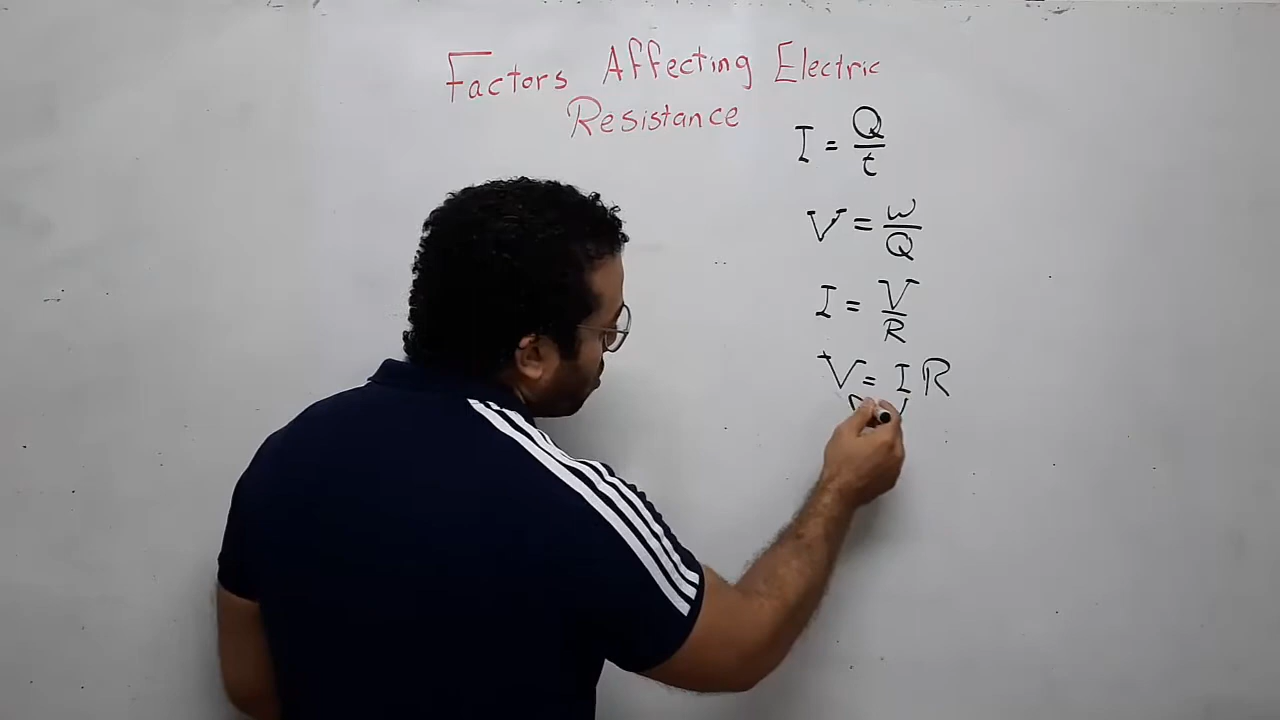 Factors Affecting Electric
Resistance
I = Q/t
V = W/Q
I = V/R
V = I R